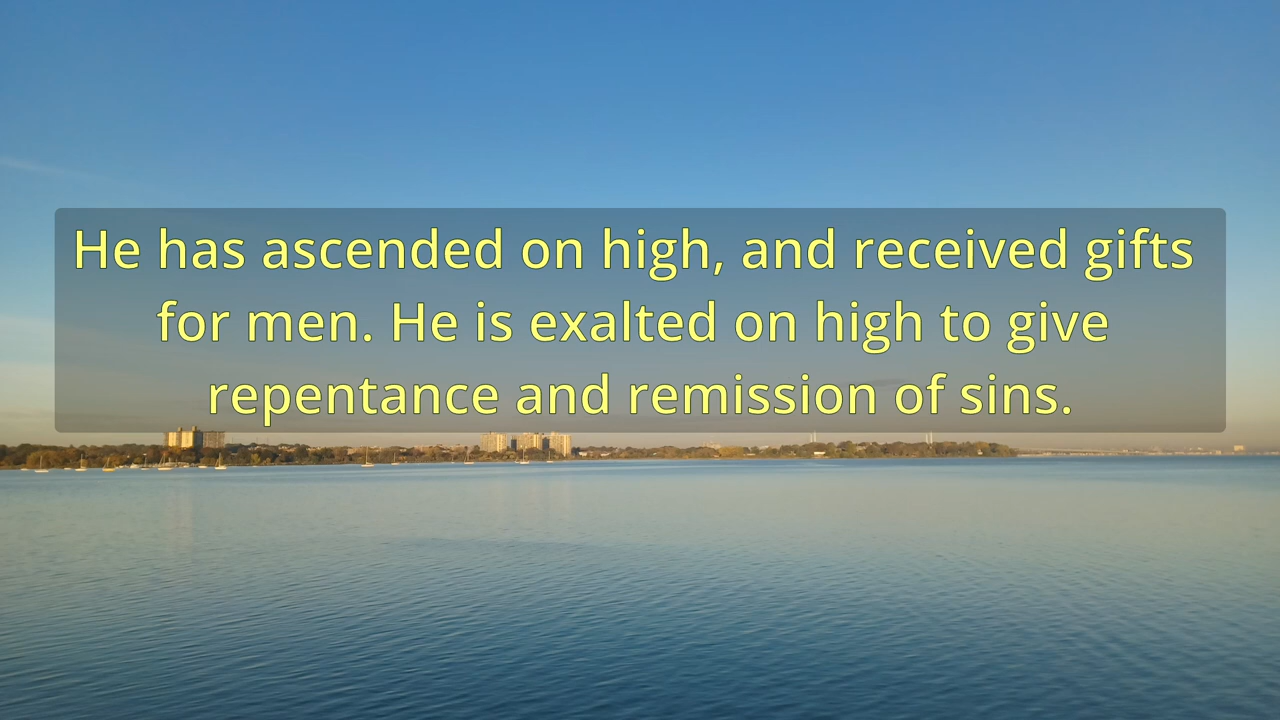 He has ascended on high, and received gifts
for men. He is exalted on high to give
repentance and remission of sins.